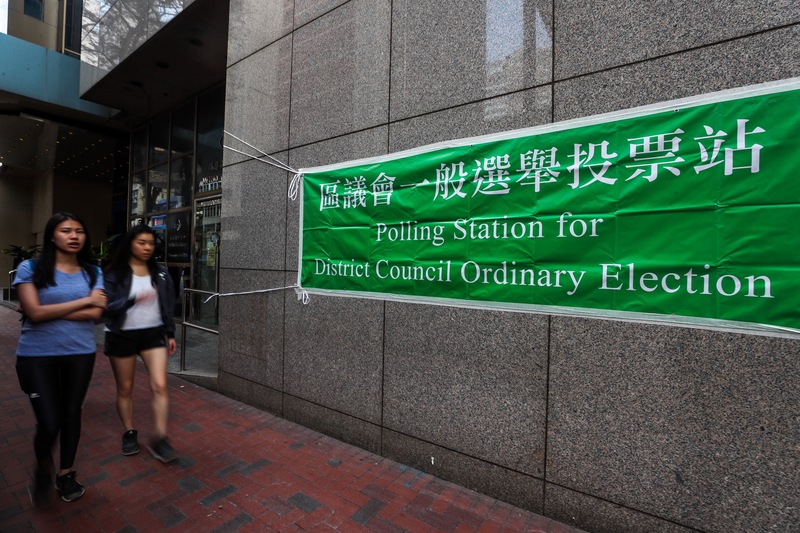 區議會一般選舉投票站
Polling Station for
District Council Ordinary Election